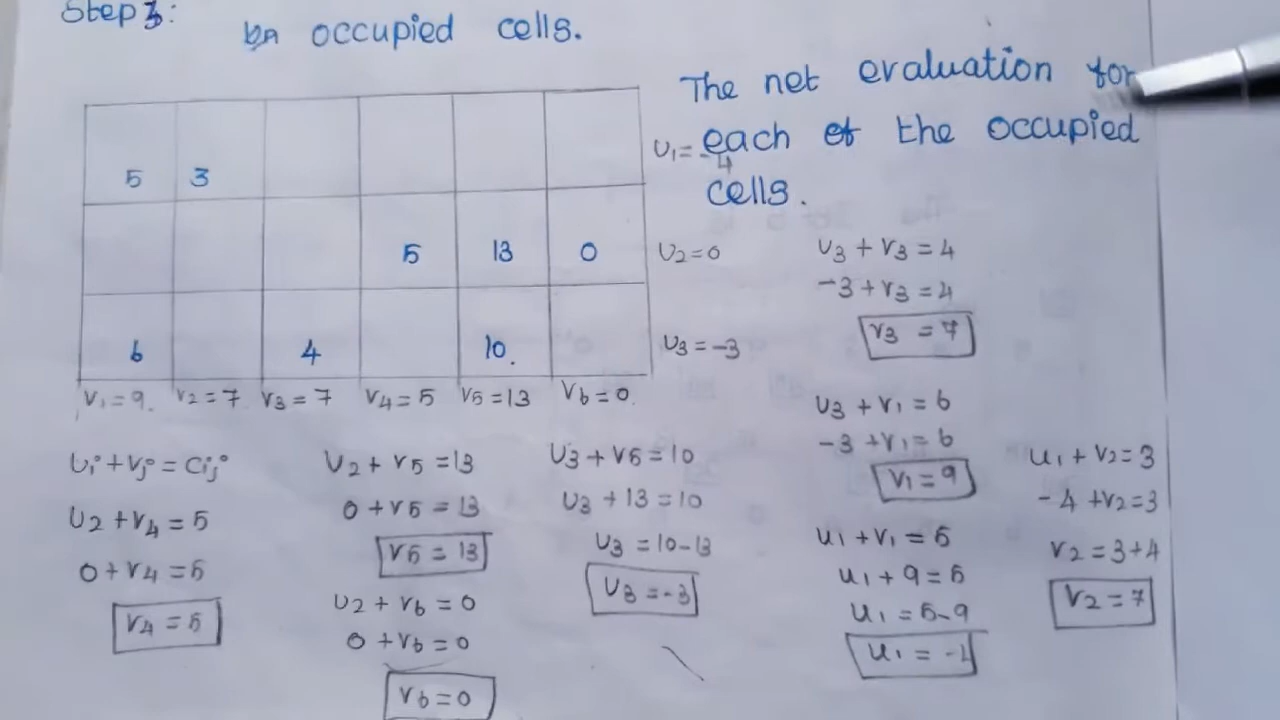 Step 3:
occupied cells.
The net evaluation for
each of the occupied
cells.
5 3
U1 = -4
5 13 0
U2 = 0
6 4 10.
U3 = -3
V1 = 9. V2 = 7 V3 = 7 V4 = 5 V5 = 13 V6 = 0.
Ui + Vj = Cij
U2 + V4 = 5
0 + V4 = 5
V4 = 5
U2 + V5 = 13
0 + V5 = 13
V5 = 13
U2 + V6 = 0
0 + V6 = 0
V6 = 0
U3 + V5 = 10
U3 + 13 = 10
U3 = 10-13
U3 = -3
U3 + V3 = 4
-3 + V3 = 4
V3 = 7
U3 + V1 = 6
-3 + V1 = 6
V1 = 9
U1 + V1 = 5
U1 + 9 = 5
U1 = 5-9
U1 = -4
U1 + V2 = 3
-4 + V2 = 3
V2 = 3+4
V2 = 7